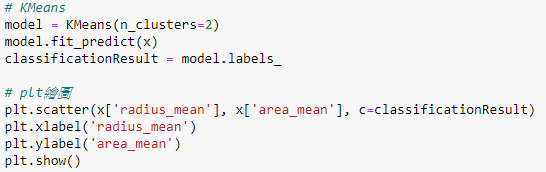 # KMeans
model = KMeans(n_clusters=2)
model.fit_predict(x)
classificationResult = model.labels_
# plt繪圖
plt.scatter(x['radius_mean'], x['area_mean'], c=classificationResult)
plt.xlabel('radius_mean')
plt.ylabel('area_mean')
plt.show()